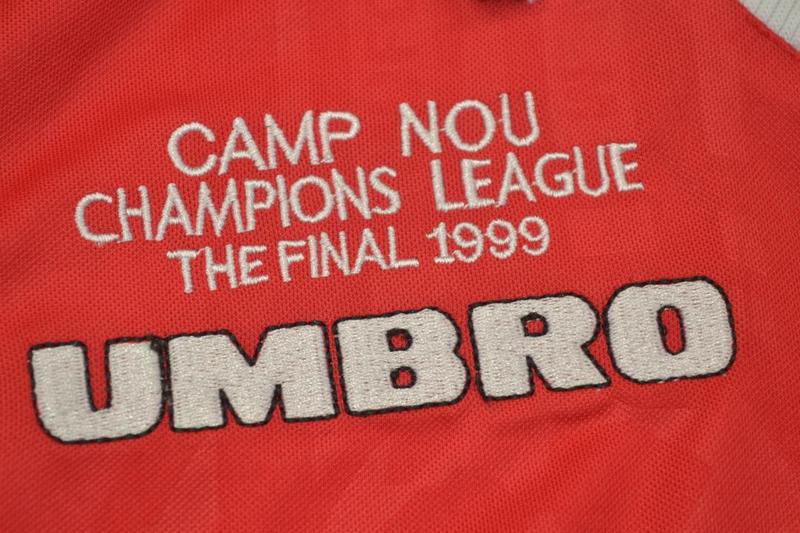 CAMP NOU
CHAMPIONS LEAGUE
THE FINAL 1999
UMBRO